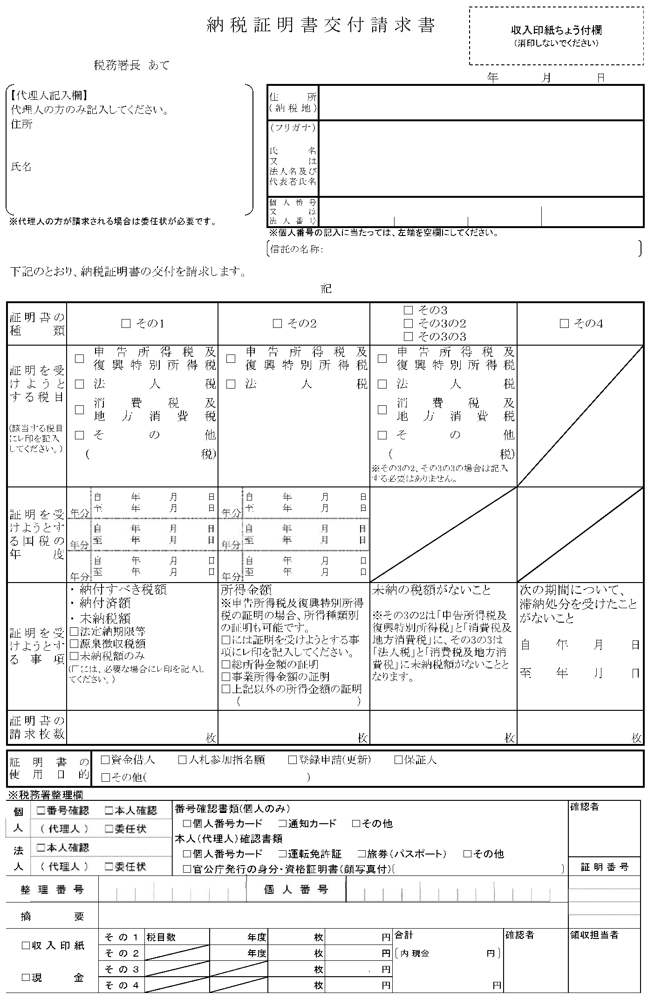 納税証明書交付請求書
収入印紙ちょう付欄
(消印しないでください)
税務署長 あて
年 月 日
【代理人記入欄】
代理人の方のみ記入してください。
住所
氏名
※代理人の方が請求される場合は委任状が必要です。
住所
(納税地)
(フリガナ)
氏名
又は
法人名及び
代表者氏名
個人番号
又は
法人番号
※個人番号の記入に当たっては、左端を空欄にしてください。
信託の名称:
下記のとおり、納税証明書の交付を請求します。
記
証明書の
種類
□ その1
□ その2
□ その3
□ その3の2
□ その3の3
□ その4
証明を受
けようと
する税目
(該当する税目
にレ印を記入
してください。)
□ 申告所得税及
復興特別所得税
□ 法人税
□ 消費税及
地方消費税
□ その他
( 税)
□ 申告所得税及
復興特別所得税
□ 法人税
□ 申告所得税及
復興特別所得税
□ 法人税
□ 消費税及
地方消費税
□ その他
( 税)
※その3の2、その3の3の場合は記入
する必要はありません。
証明を受
けようとす
る国税の
年度
年分 自 年 月 日
至 年 月 日
年分 自 年 月 日
至 年 月 日
年分 自 年 月 日
至 年 月 日
年分 自 年 月 日
至 年 月 日
年分 自 年 月 日
至 年 月 日
年分 自 年 月 日
至 年 月 日
証明を受
けようとす
る事項
・納付すべき税額
・納付済額
・未納税額
□法定納期限等
□源泉徴収税額
□未納税額のみ
(□には、必要な場合にレ印を記入し
てください。)
所得金額
※申告所得税及復興特別所得
税の証明の場合、所得種類別
の証明も可能です。
□には証明を受けようとする事
項にレ印を記入してください。
□総所得金額の証明
□事業所得金額の証明
□上記以外の所得金額の証明
( )
未納の税額がないこと
※その3の2は「申告所得税及
復興特別所得税」と「消費税及
地方消費税」に、その3の3は
「法人税」と「消費税及地方消
費税」に未納税額がないことと
なります。
次の期間について、
滞納処分を受けたこと
がないこと
自 年 月 日
至 年 月 日
証明書の
請求枚数
枚 枚 枚 枚
証明書の
使用目的
□資金借入 □入札参加指名願 □登録申請(更新) □保証人
□その他( )
※税務署整理欄
個人
□番号確認 □本人確認
(代理人) □委任状
法人
□本人確認
(代理人) □委任状
番号確認書類(個人のみ)
□個人番号カード □通知カード □その他
本人(代理人)確認書類
□個人番号カード □運転免許証 □旅券(パスポート) □その他
□官公庁発行の身分・資格証明書(顔写真付)〔 〕
確認者
証明番号
整理番号 個人番号
摘要
□収入印紙
□現金
その1 税目数 年度 枚 円
その2 年度 枚 円
その3 枚 円
その4 枚 円
合計
〔内 現金 円〕
円
確認者
領収担当者